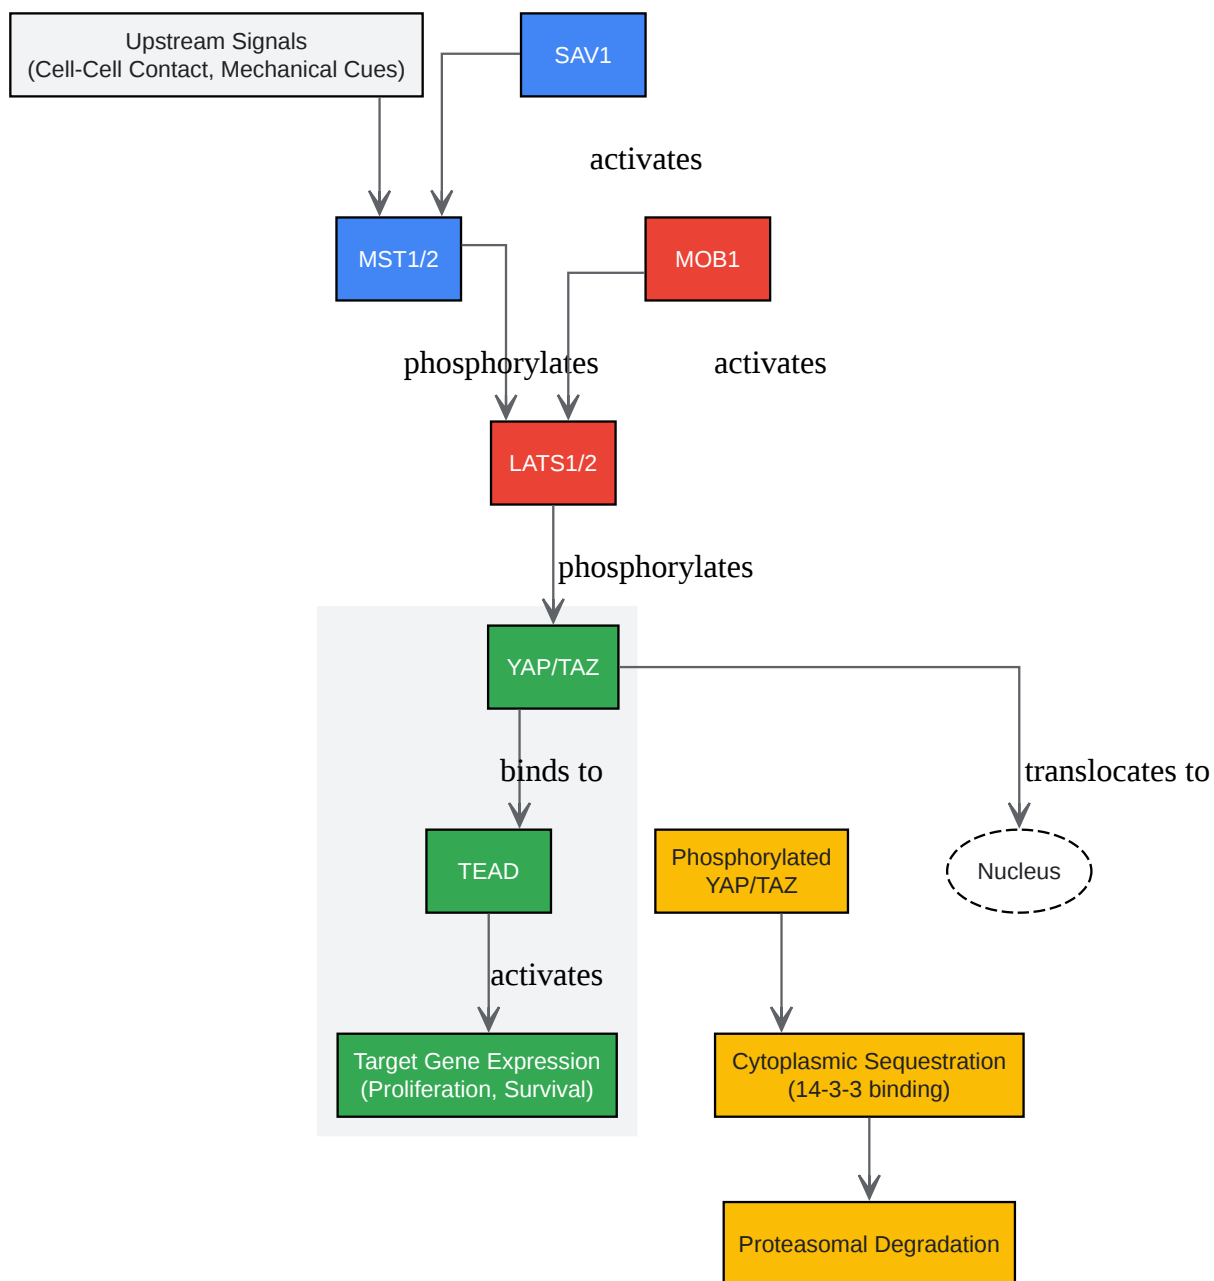 Upstream Signals
(Cell-Cell Contact, Mechanical Cues)
SAV1
activates
MST1/2
MOB1
phosphorylates
activates
LATS1/2
phosphorylates
YAP/TAZ
binds to
translocates to
TEAD
Phosphorylated
YAP/TAZ
Nucleus
activates
Target Gene Expression
(Proliferation, Survival)
Cytoplasmic Sequestration
(14-3-3 binding)
Proteasomal Degradation